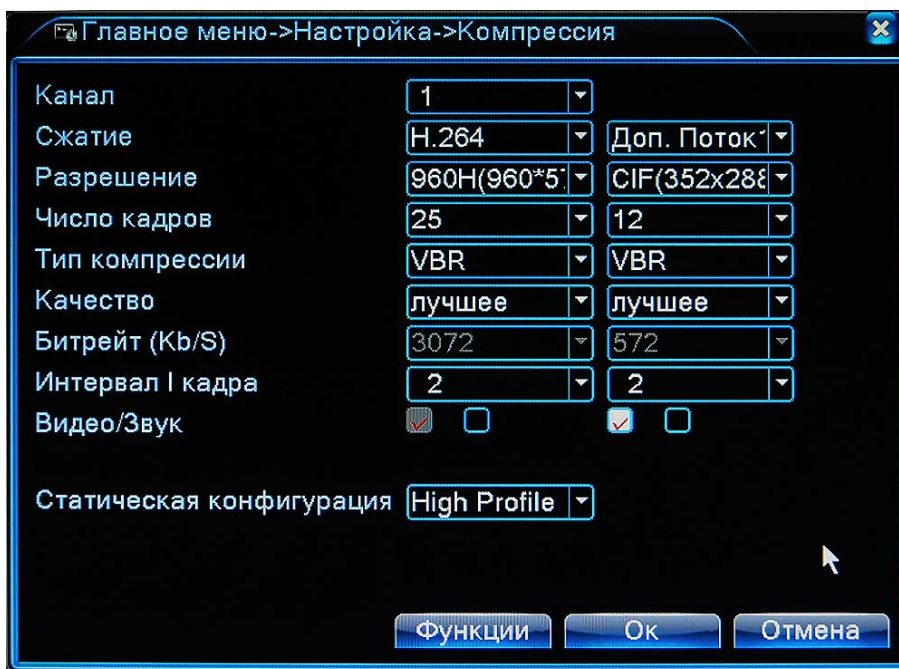 Главное меню->Настройка->Компрессия
Канал 1
Сжатие H.264 Доп. Поток
Разрешение 960H(960*5 CIF(352x288
Число кадров 25 12
Тип компрессии VBR VBR
Качество лучшее лучшее
Битрейт (Kb/S) 3072 572
Интервал I кадра 2 2
Видео/Звук
Статическая конфигурация High Profile
Функции Ок Отмена